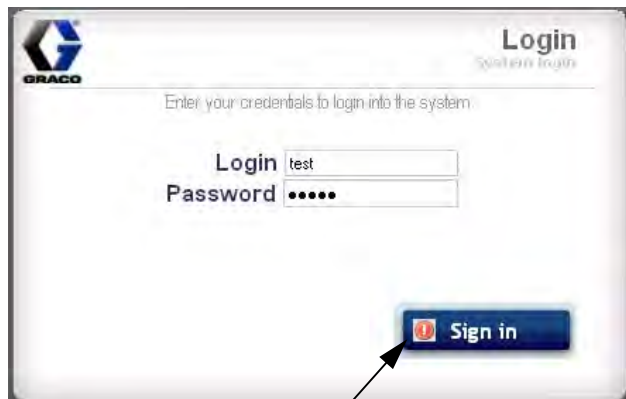 GRACO
Login
System login
Enter your credentials to login into the system
Login test
Password •••••
Sign in